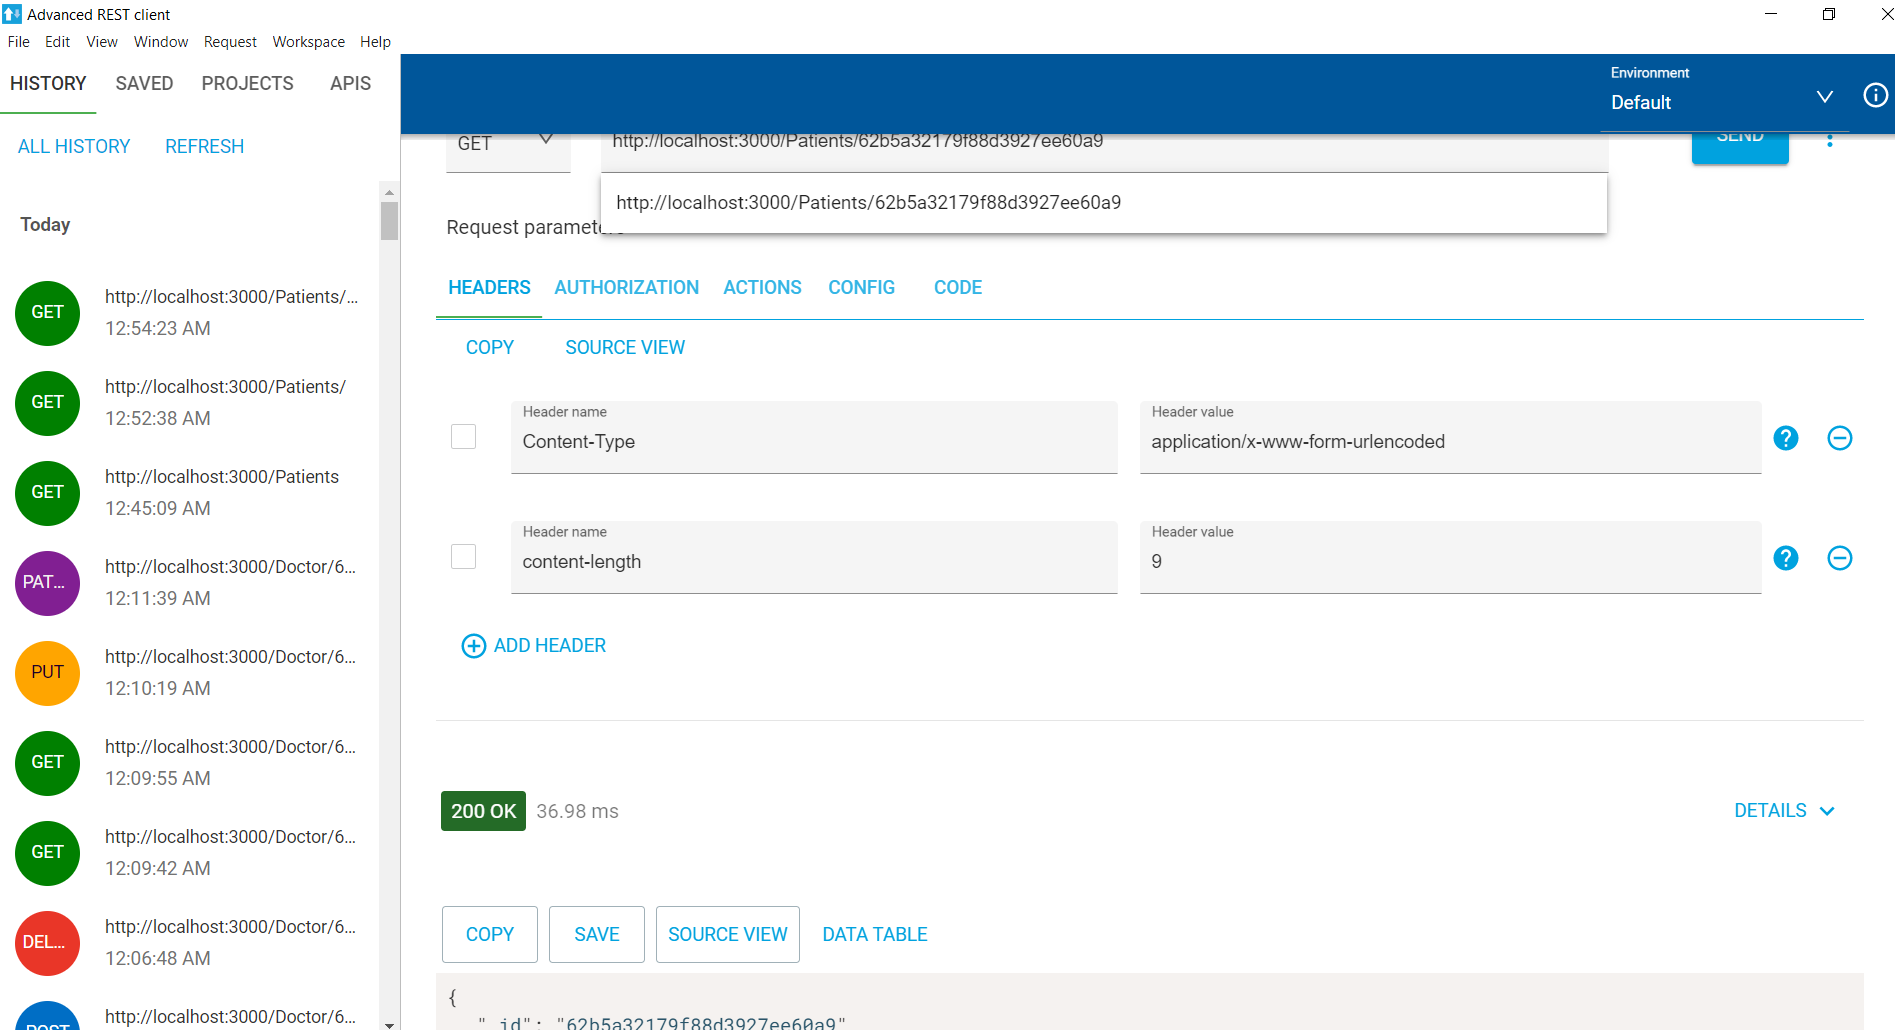 Advanced REST client
File Edit View Window Request Workspace Help
HISTORY SAVED PROJECTS APIS
ALL HISTORY REFRESH
Today
GET http://localhost:3000/Patients/...
12:54:23 AM
GET http://localhost:3000/Patients/
12:52:38 AM
GET http://localhost:3000/Patients
12:45:09 AM
PAT... http://localhost:3000/Doctor/6...
12:11:39 AM
PUT http://localhost:3000/Doctor/6...
12:10:19 AM
GET http://localhost:3000/Doctor/6...
12:09:55 AM
GET http://localhost:3000/Doctor/6...
12:09:42 AM
DEL... http://localhost:3000/Doctor/6...
12:06:48 AM
POST http://localhost:3000/Doctor/6...
Environment
Default
GET http://localhost:3000/Patients/62b5a32179f88d3927ee60a9 SEND
http://localhost:3000/Patients/62b5a32179f88d3927ee60a9
Request parameters
HEADERS AUTHORIZATION ACTIONS CONFIG CODE
COPY SOURCE VIEW
Header name Header value
Content-Type application/x-www-form-urlencoded
Header name Header value
content-length 9
ADD HEADER
200 OK 36.98 ms DETAILS
COPY SAVE SOURCE VIEW DATA TABLE
{
"_id": "62b5a32179f88d3927ee60a9"